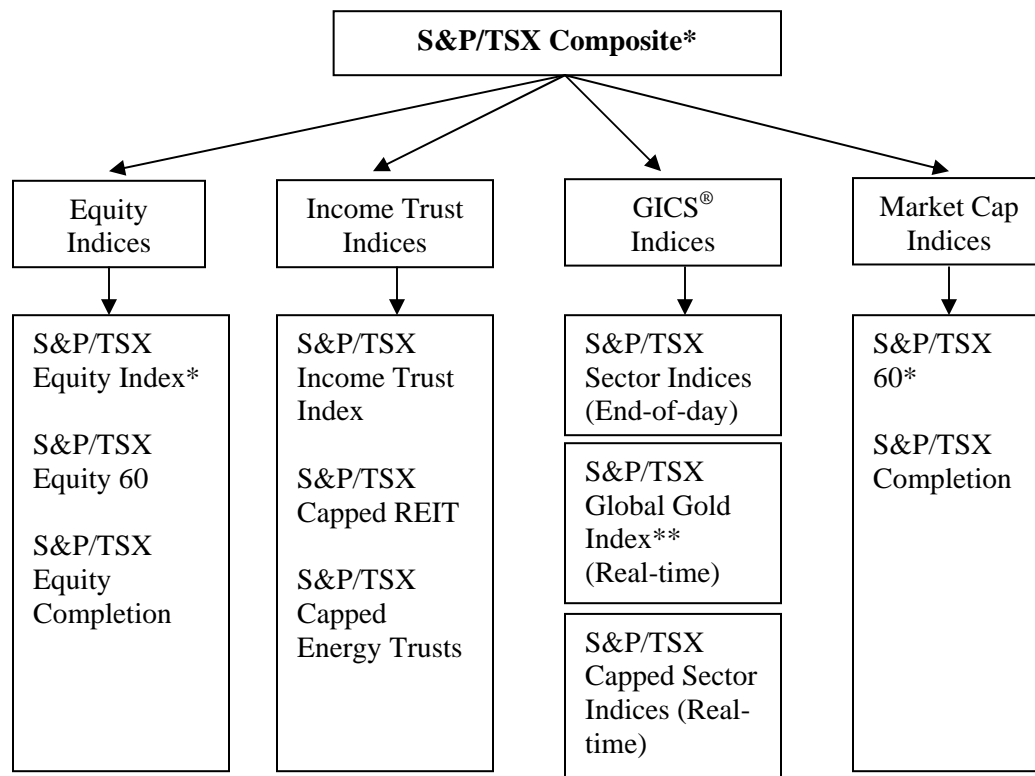 S&P/TSX Composite*
Equity
Indices
Income Trust
Indices
GICS®
Indices
Market Cap
Indices
S&P/TSX
Equity Index*
S&P/TSX
Equity 60
S&P/TSX
Equity
Completion
S&P/TSX
Income Trust
Index
S&P/TSX
Capped REIT
S&P/TSX
Capped
Energy Trusts
S&P/TSX
Sector Indices
(End-of-day)
S&P/TSX
Global Gold
Index**
(Real-time)
S&P/TSX
Capped Sector
Indices (Real-
time)
S&P/TSX
60*
S&P/TSX
Completion